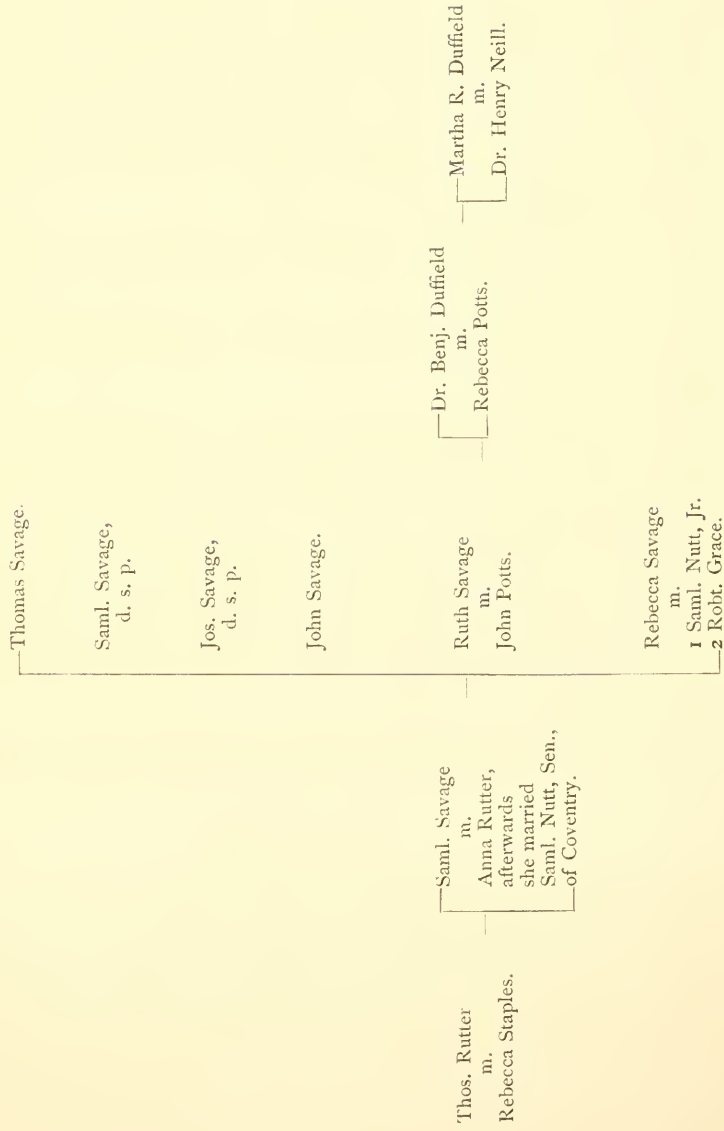 Thos. Rutter
m.
Rebecca Staples.
Saml. Savage
m.
Anna Rutter,
afterwards
she married
Saml. Nutt, Sen.,
of Coventry.
Thomas Savage.
Saml. Savage,
d. s. p.
Jos. Savage,
d. s. p.
John Savage.
Ruth Savage
m.
John Potts.
Rebecca Savage
m.
1 Saml. Nutt, Jr.
2 Robt. Grace.
Dr. Benj. Duffield
m.
Rebecca Potts.
Martha R. Duffield
m.
Dr. Henry Neill.